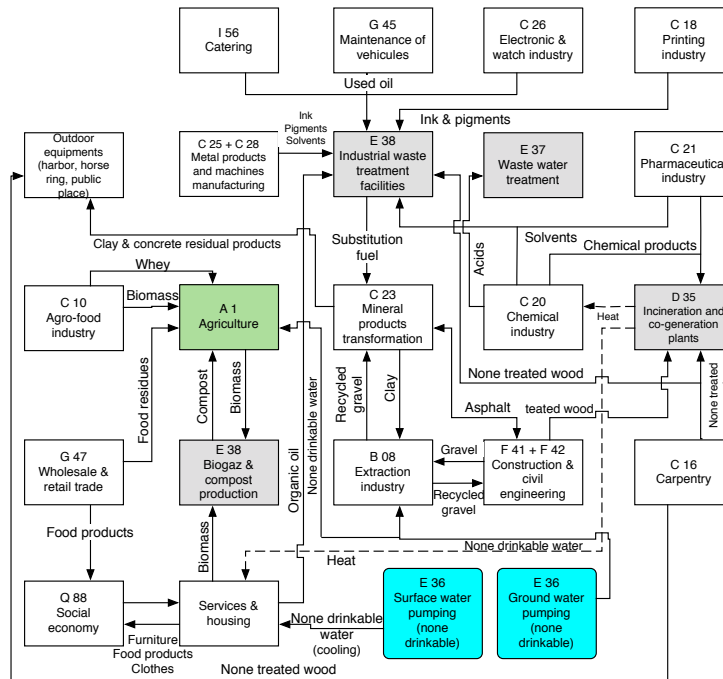 I 56
Catering
G 45
Maintenance of
vehicles
C 26
Electronic &
watch industry
C 18
Printing
industry
Used oil
Ink & pigments
Ink
Pigments
Solvents
Outdoor
equipments
(harbor, horse
ring, public
place)
C 25 + C 28
Metal products
and machines
manufacturing
E 38
Industrial waste
treatment
facilities
E 37
Waste water
treatment
C 21
Pharmaceutical
industry
Clay & concrete residual products
Substitution
fuel
Acids
Solvents
Chemical products
Whey
Biomass
C 10
Agro-food
industry
A 1
Agriculture
C 23
Mineral
products
transformation
C 20
Chemical
industry
Heat
D 35
Incineration and
co-generation
plants
Food residues
Compost
Biomass
Organic oil
None drinkable water
Recycled
gravel
Clay
None treated wood
Asphalt
teated wood
None treated
G 47
Wholesale &
retail trade
E 38
Biogaz &
compost
production
B 08
Extraction
industry
Gravel
Recycled
gravel
F 41 + F 42
Construction &
civil
engineering
C 16
Carpentry
Food products
Biomass
Heat
None drinkable water
Q 88
Social
economy
Services &
housing
None drinkable
water
(cooling)
E 36
Surface water
pumping
(none
drinkable)
E 36
Ground water
pumping
(none
drinkable)
Furniture
Food products
Clothes
None treated wood